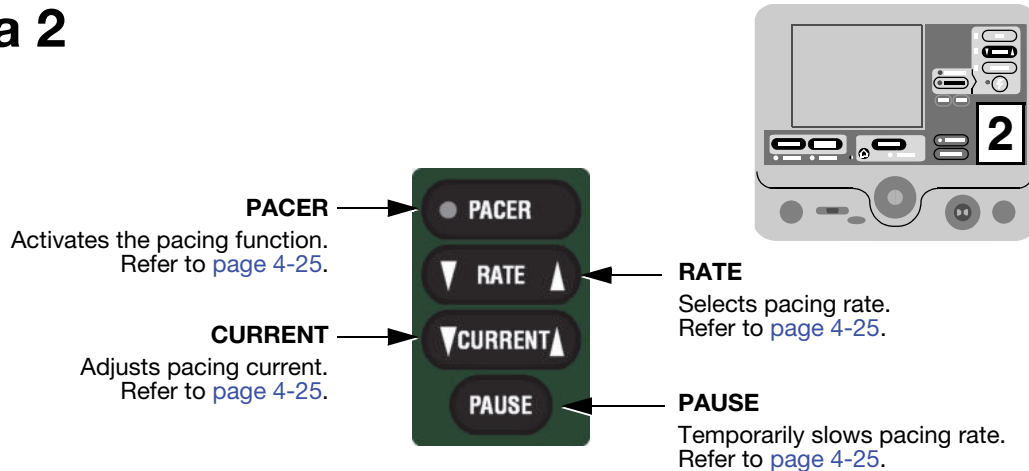 a 2
2
PACER
Activates the pacing function.
Refer to page 4-25.
CURRENT
Adjusts pacing current.
Refer to page 4-25.
PACER
RATE
CURRENT
PAUSE
RATE
Selects pacing rate.
Refer to page 4-25.
PAUSE
Temporarily slows pacing rate.
Refer to page 4-25.